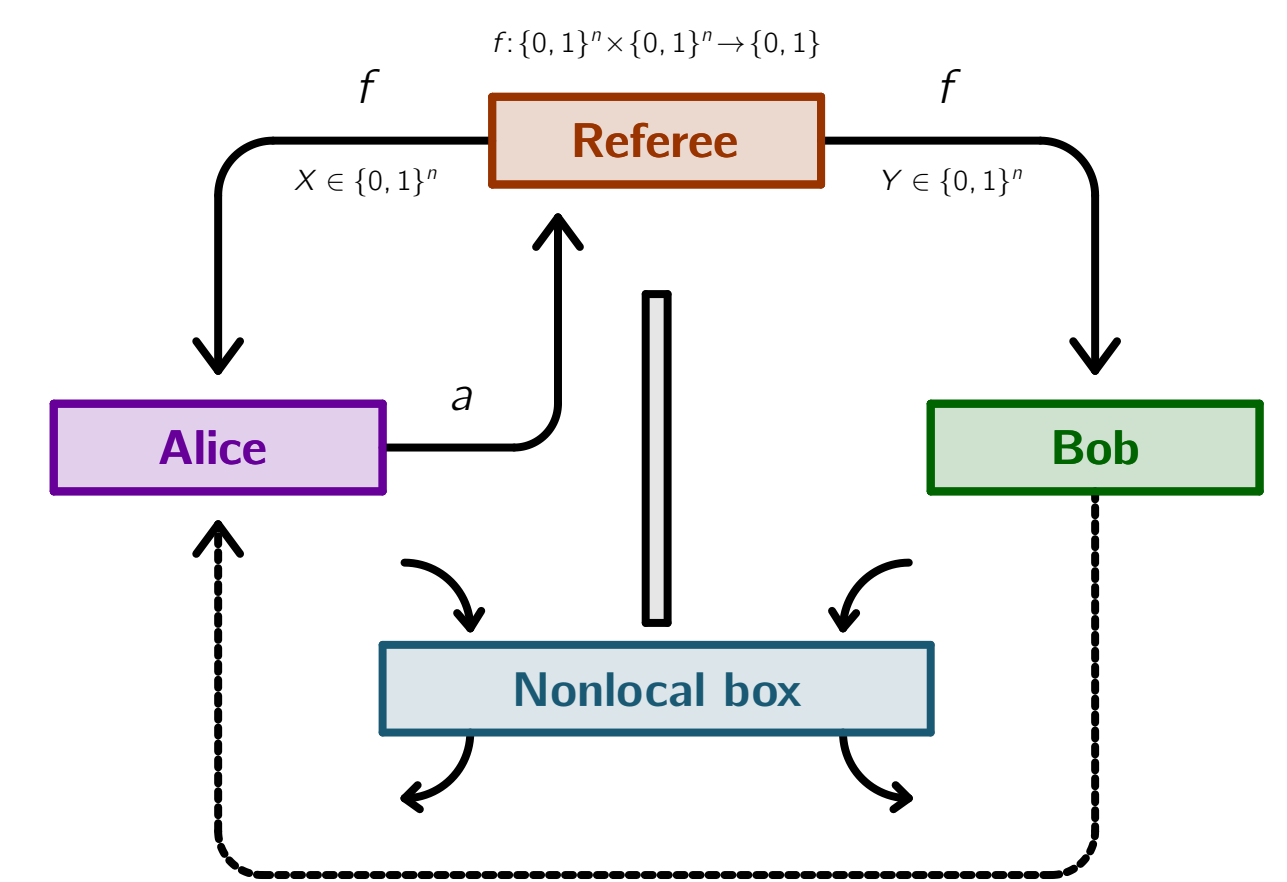 f: {0, 1}ⁿ × {0, 1}ⁿ → {0, 1}
f
f
Referee
X ∈ {0, 1}ⁿ
Y ∈ {0, 1}ⁿ
a
Alice
Bob
Nonlocal box